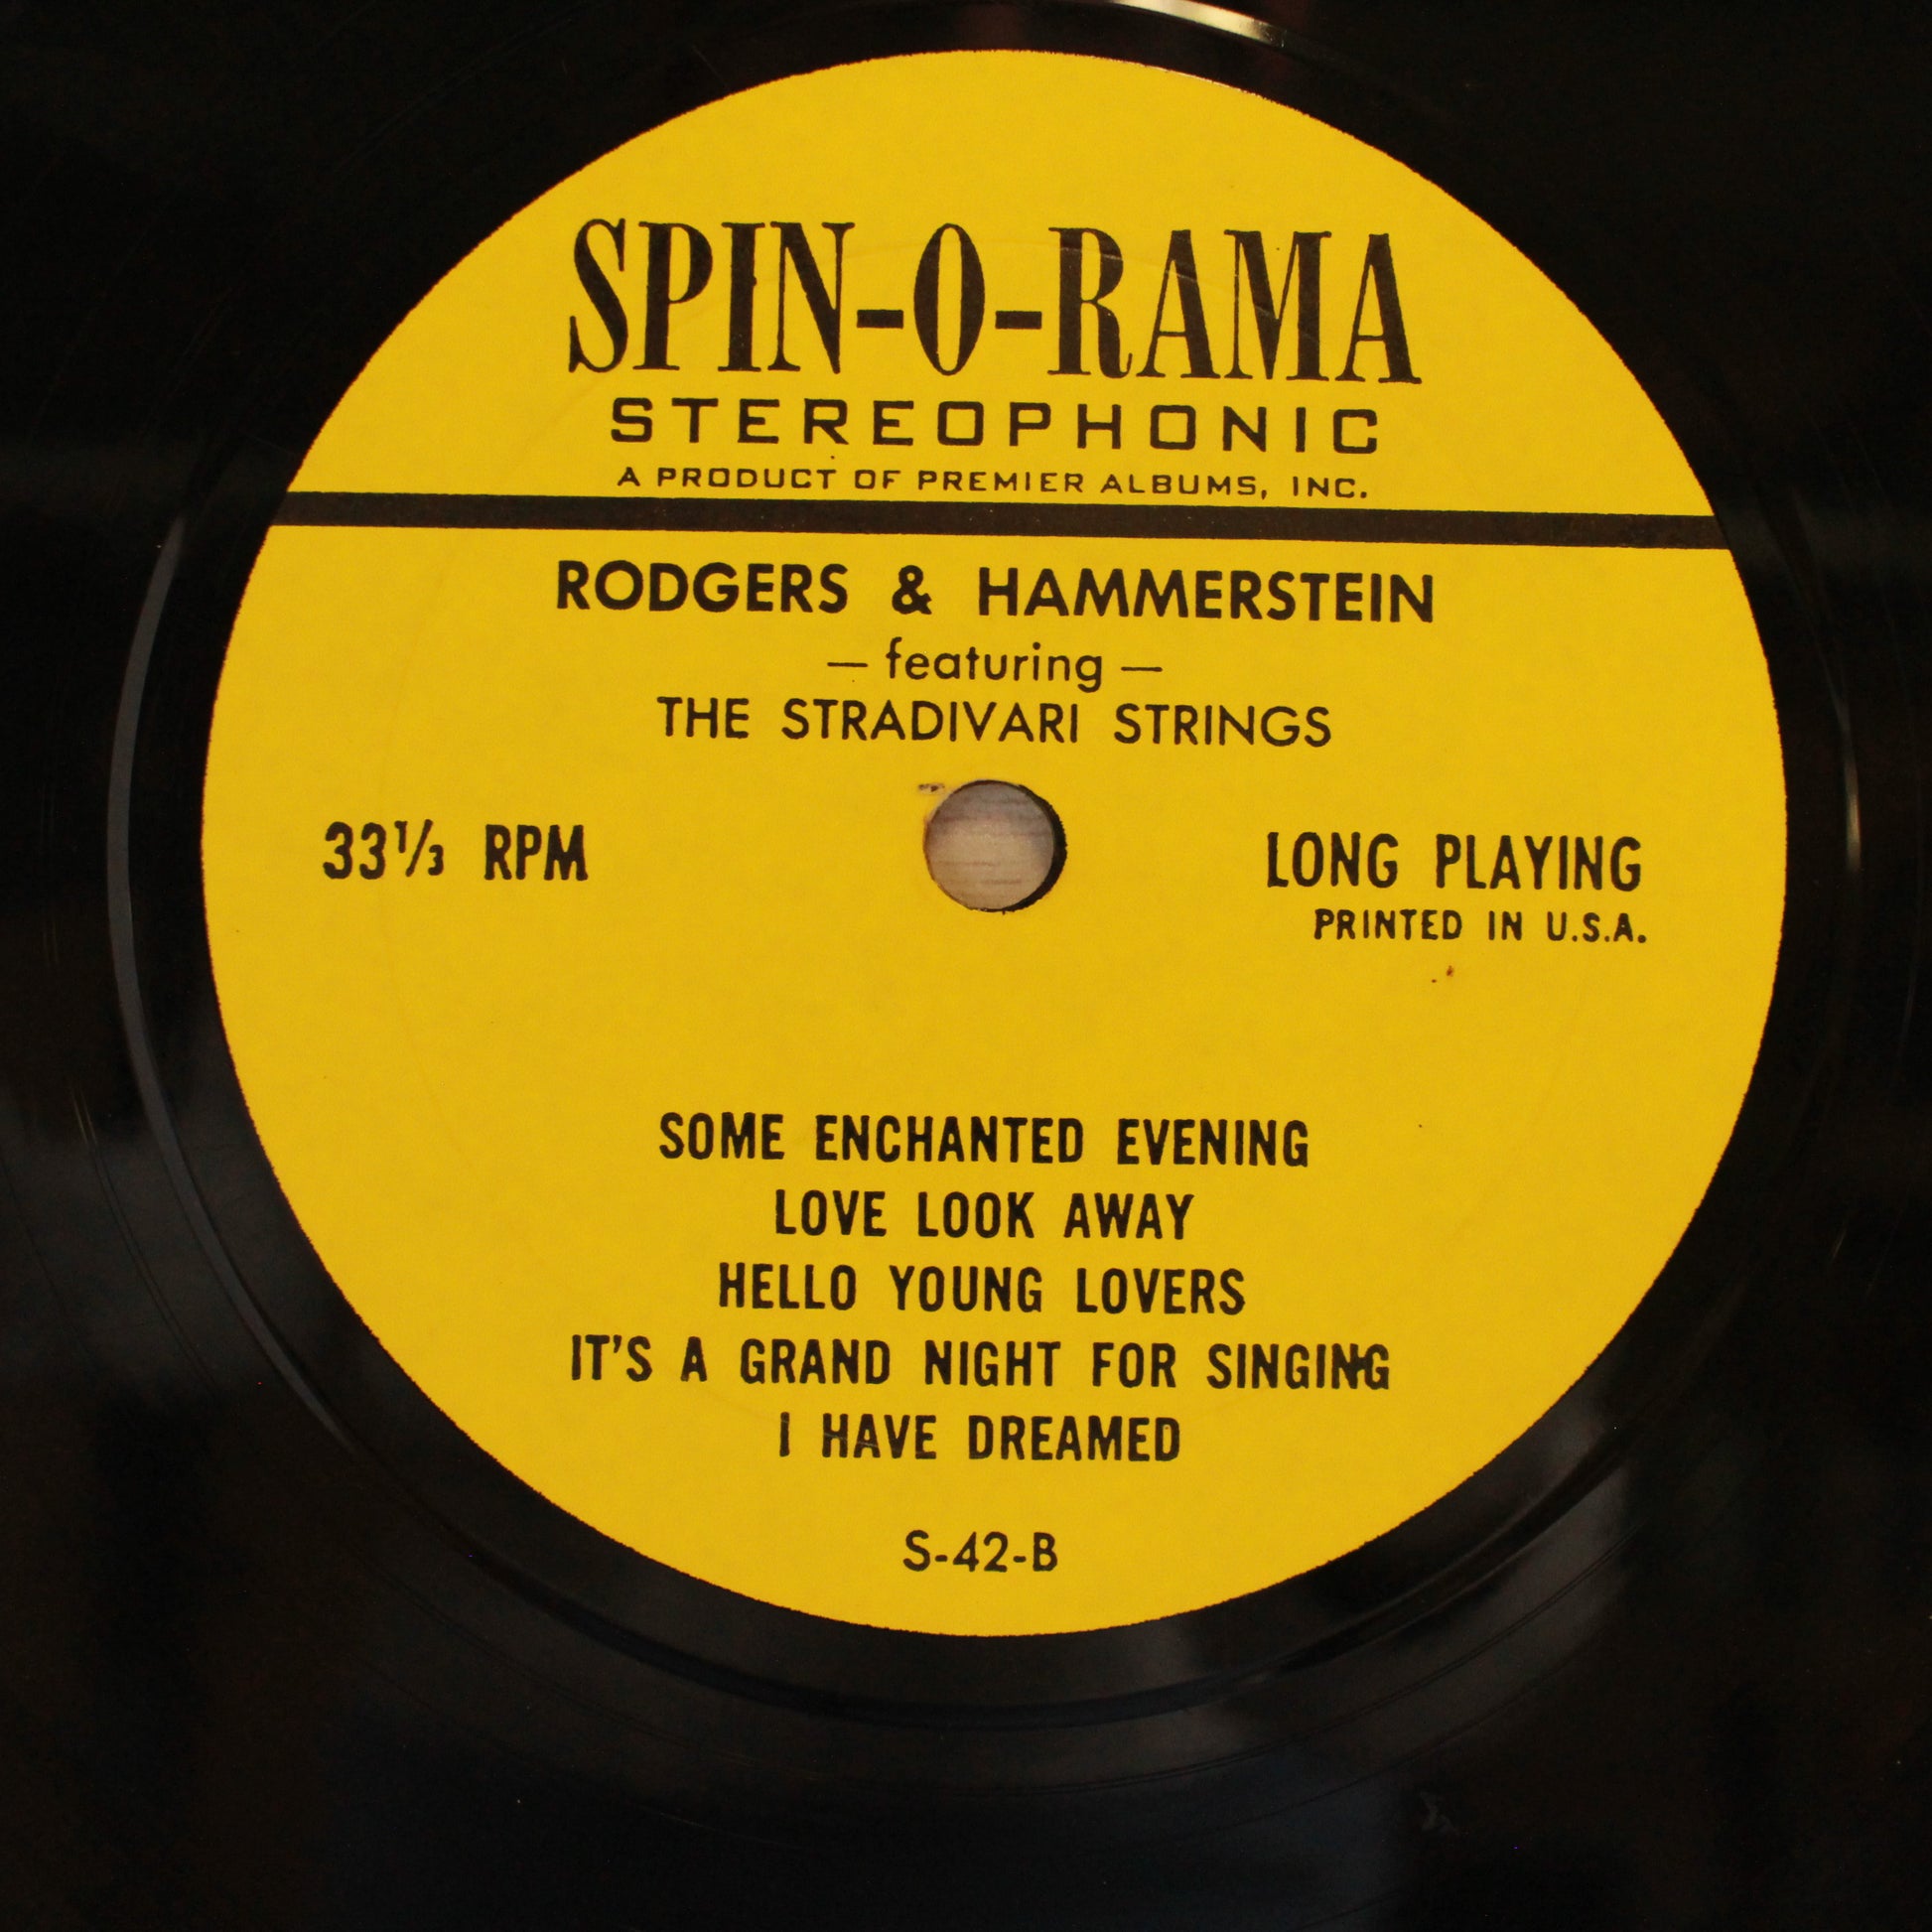 SPIN-O-RAMA
STEREOPHONIC
A PRODUCT OF PREMIER ALBUMS, INC.
RODGERS & HAMMERSTEIN
— featuring —
THE STRADIVARI STRINGS
33⅓ RPM
LONG PLAYING
PRINTED IN U.S.A.
SOME ENCHANTED EVENING
LOVE LOOK AWAY
HELLO YOUNG LOVERS
IT'S A GRAND NIGHT FOR SINGING
I HAVE DREAMED
S-42-B